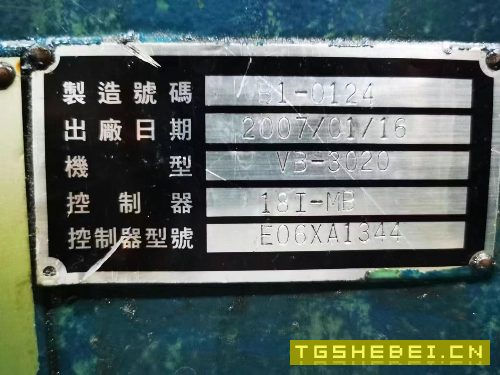 製造號碼 B1-0124
出廠日期 2007/01/16
機型 VB-3020
控制器 18I-MB
控制器型號 E06XA1344
TGSHEBEI.CN